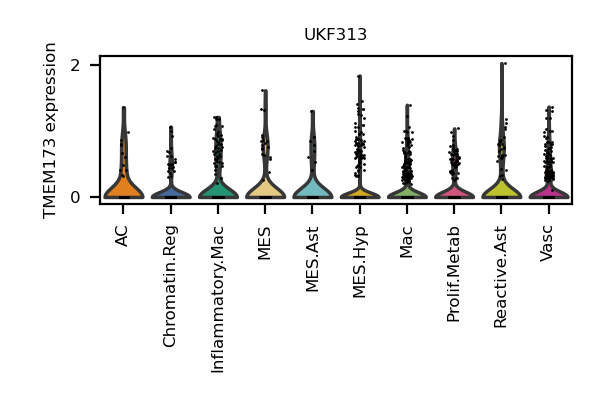 UKF313
TMEM173 expression
2
0
AC
Chromatin.Reg
Inflammatory.Mac
MES
MES.Ast
MES.Hyp
Mac
Prolif.Metab
Reactive.Ast
Vasc